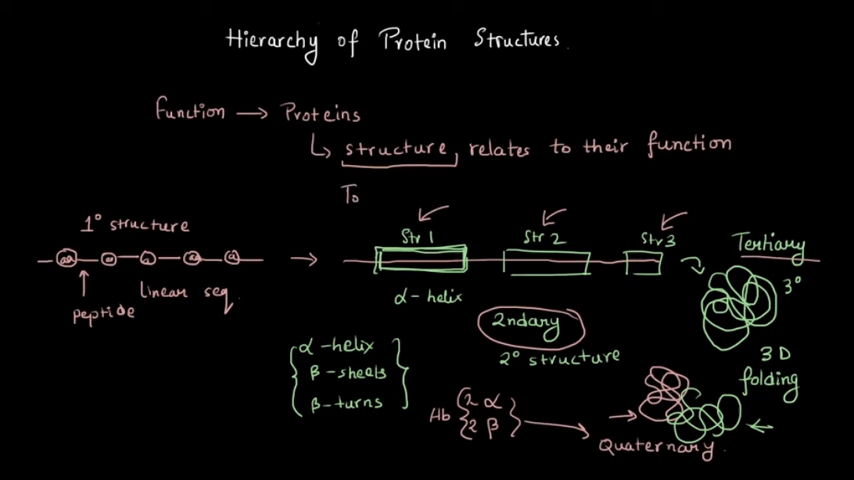 Hierarchy of Protein Structures.
Function → Proteins
↳ structure, relates to their function
To
1° structure
aa a a a a
peptide
linear seq.
Str 1 Str 2 Str 3
α-helix
2ndary
2° structure
Tertiary
3°
3D
folding
α-helix
β-sheets
β-turns
Hb { 2 α
2 β }
Quaternary